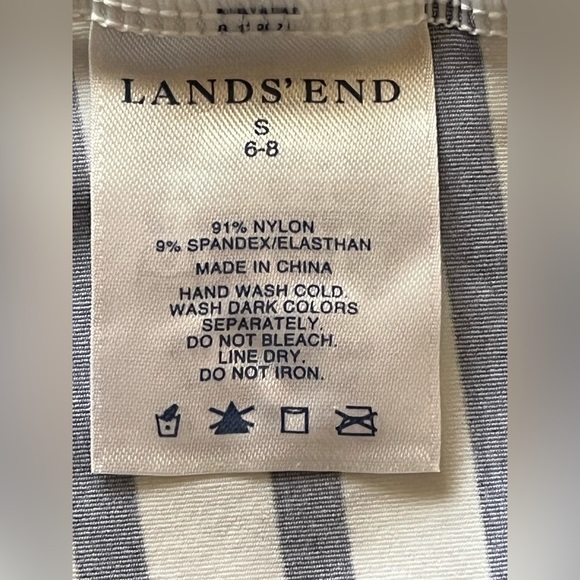 LANDS' END
S
6-8
91% NYLON
9% SPANDEX/ELASTHAN
MADE IN CHINA
HAND WASH COLD
WASH DARK COLORS
SEPARATELY.
DO NOT BLEACH.
LINE DRY.
DO NOT IRON.